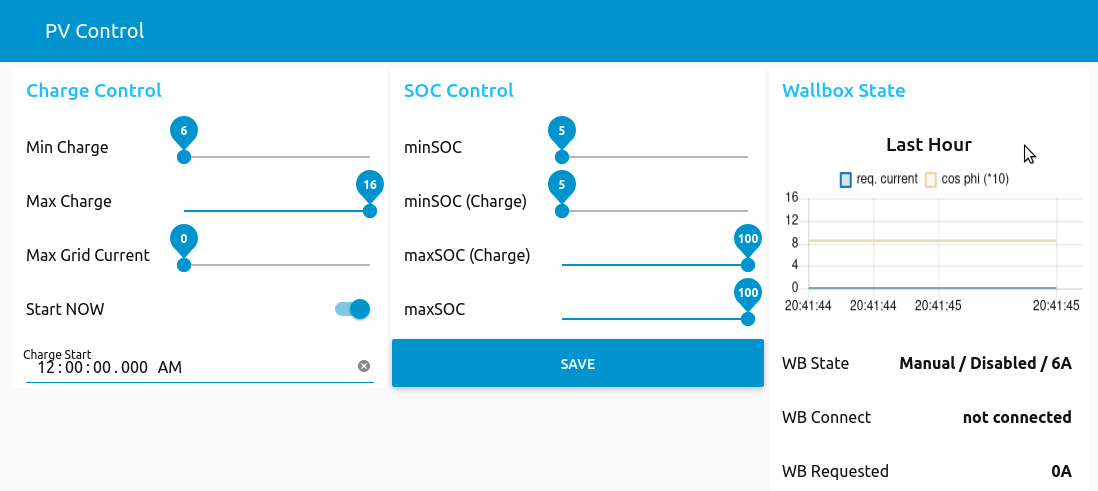 PV Control
Charge Control
Min Charge 6
Max Charge 16
Max Grid Current 0
Start NOW
Charge Start
12:00:00.000 AM
SOC Control
minSOC 5
minSOC (Charge) 5
maxSOC (Charge) 100
maxSOC 100
SAVE
Wallbox State
Last Hour
req. current cos phi (*10)
16
12
8
4
0
20:41:44 20:41:44 20:41:45 20:41:45
WB State Manual / Disabled / 6A
WB Connect not connected
WB Requested 0A